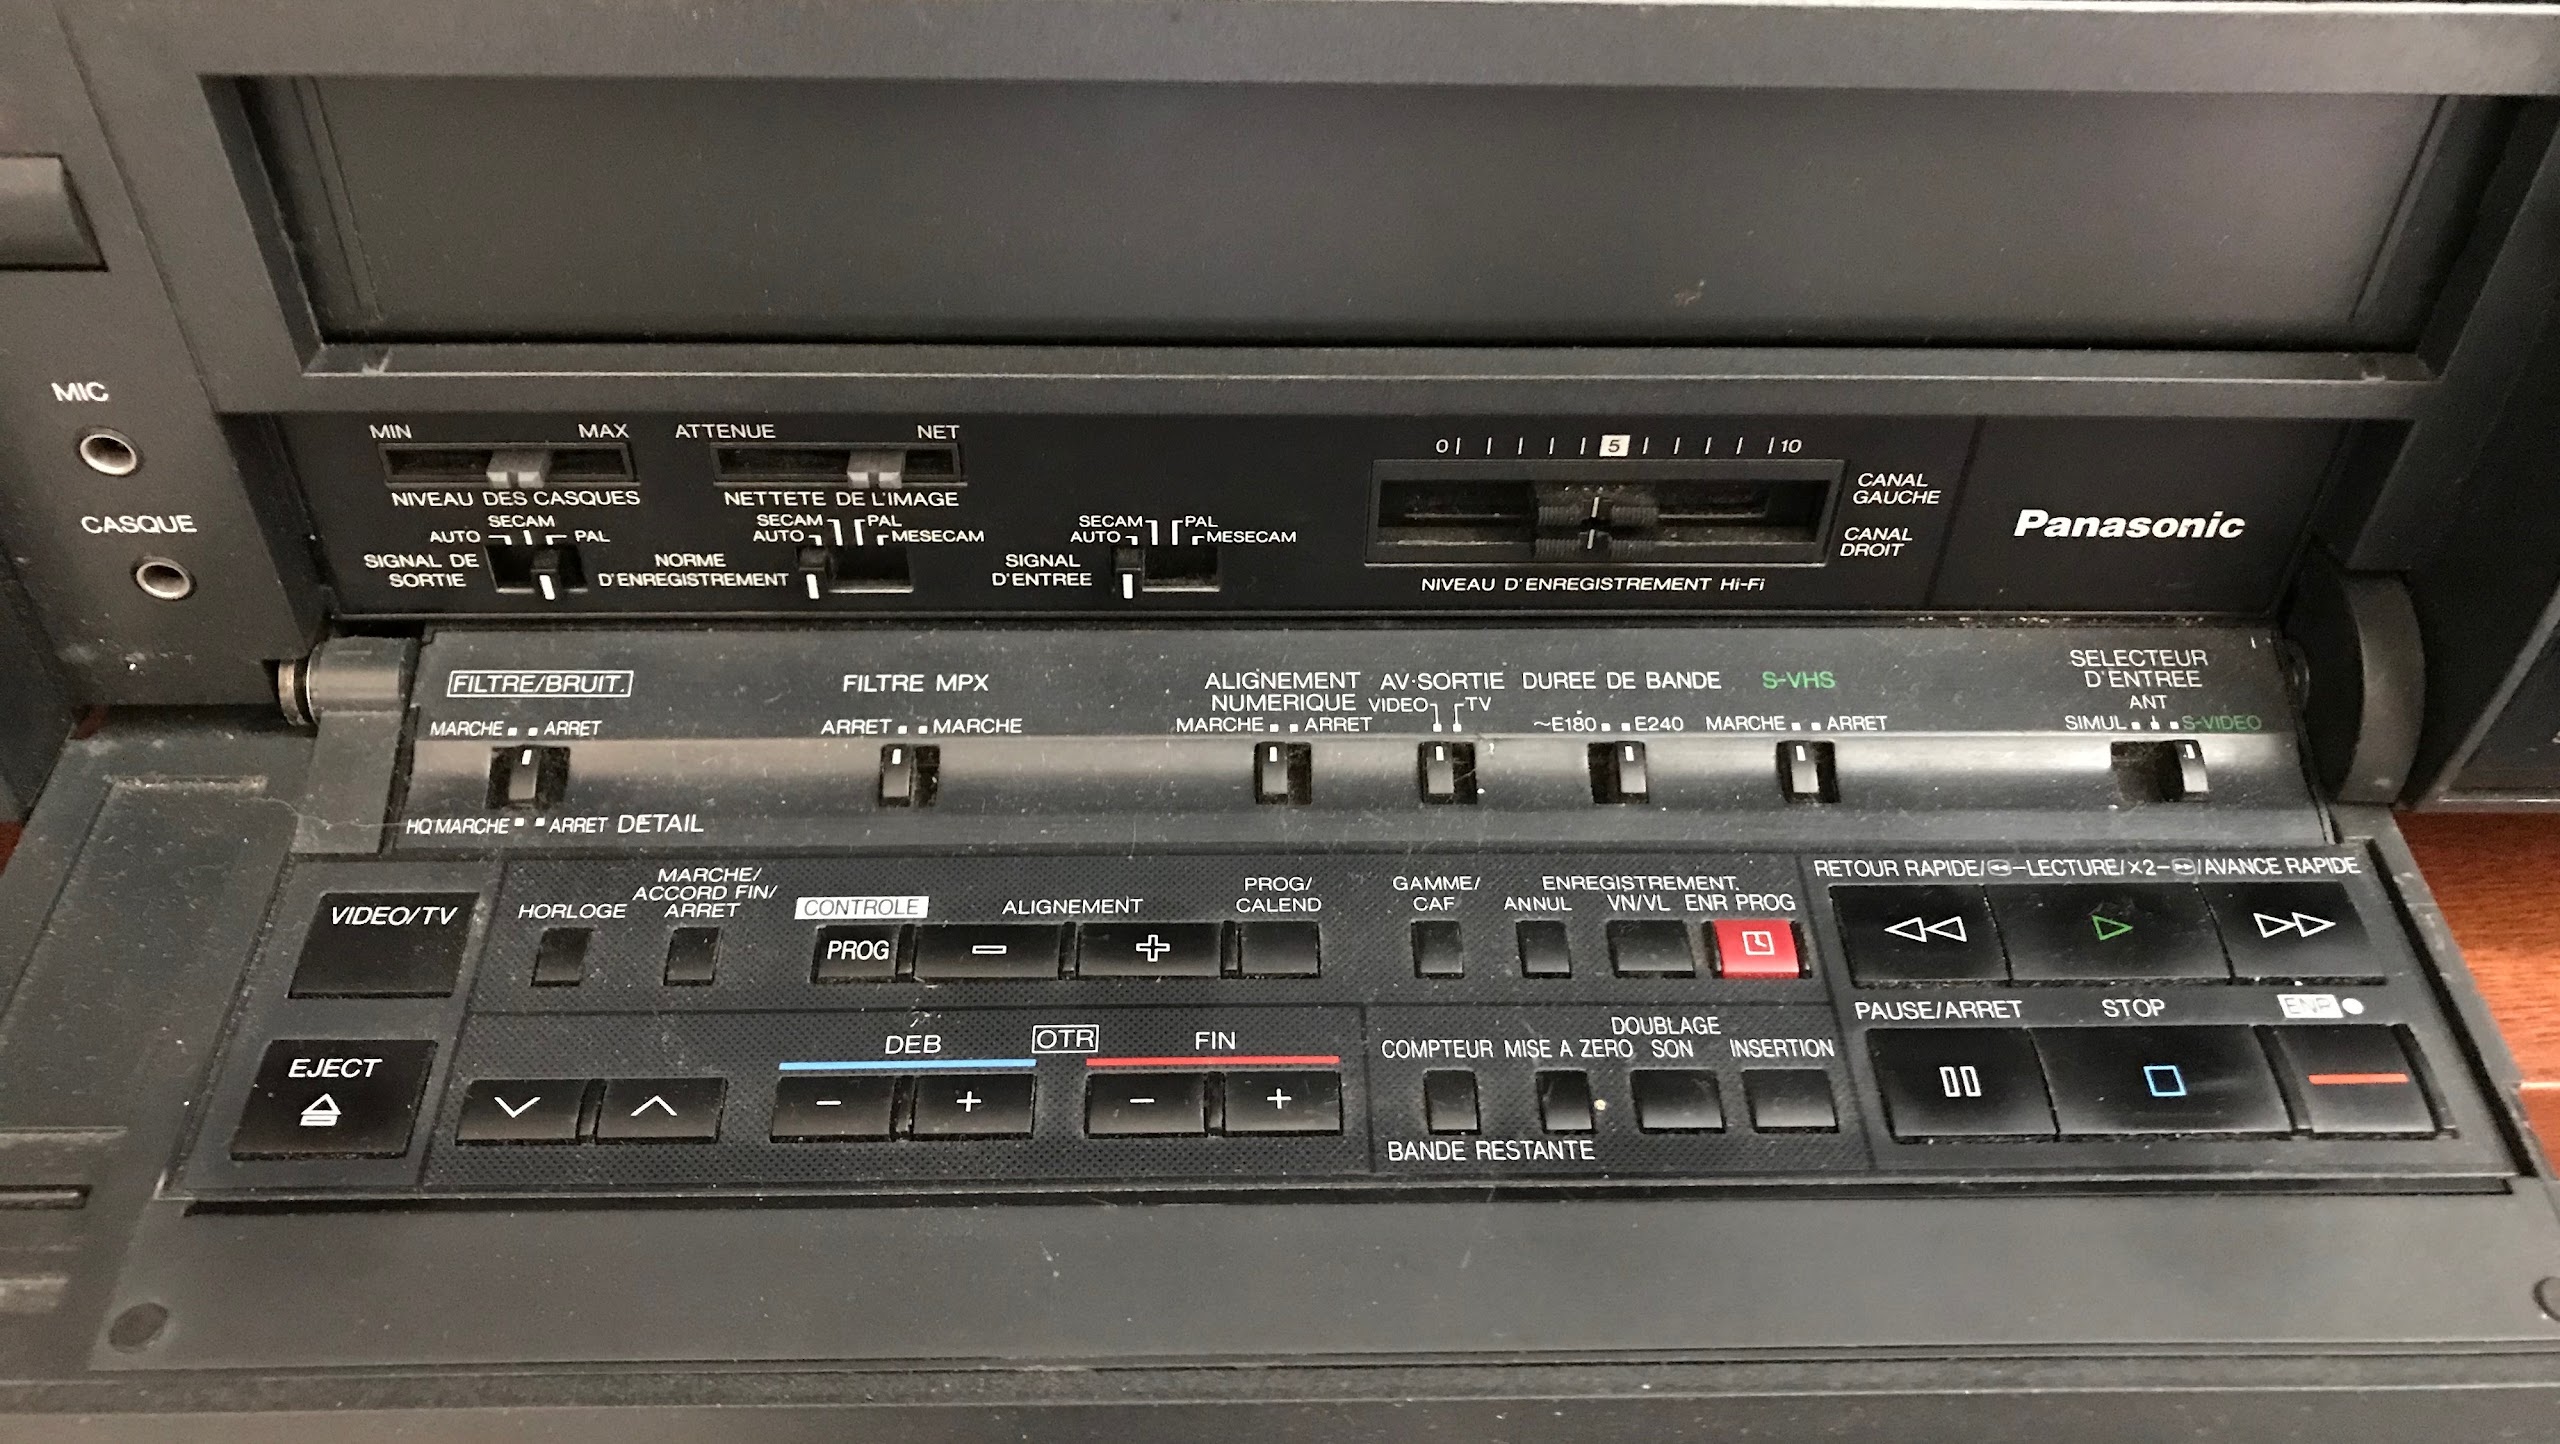 MIC
CASQUE
MIN MAX
NIVEAU DES CASQUES
ATTENUE NET
NETTETE DE L'IMAGE
0 5 10
CANAL
GAUCHE
CANAL
DROIT
NIVEAU D'ENREGISTREMENT Hi-Fi
Panasonic
SECAM
AUTO PAL
SIGNAL DE
SORTIE
SECAM PAL
AUTO MESECAM
NORME
D'ENREGISTREMENT
SECAM PAL
AUTO MESECAM
SIGNAL
D'ENTREE
FILTRE/BRUIT.
MARCHE ARRET
HQ MARCHE ARRET DETAIL
FILTRE MPX
ARRET MARCHE
ALIGNEMENT
NUMERIQUE
MARCHE ARRET
AV-SORTIE
VIDEO TV
DUREE DE BANDE
~E180 E240
S-VHS
MARCHE ARRET
SELECTEUR
D'ENTREE
ANT
SIMUL S-VIDEO
VIDEO/TV
HORLOGE
MARCHE/
ACCORD FIN/
ARRET
CONTROLE
PROG
ALIGNEMENT
- +
PROG/
CALEND
GAMME/
CAF
ENREGISTREMENT.
ANNUL VN/VL ENR PROG
RETOUR RAPIDE/-LECTURE/×2-/AVANCE RAPIDE
EJECT
DEB OTR FIN
- + - +
COMPTEUR MISE A ZERO
DOUBLAGE
SON
INSERTION
BANDE RESTANTE
PAUSE/ARRET STOP ENR